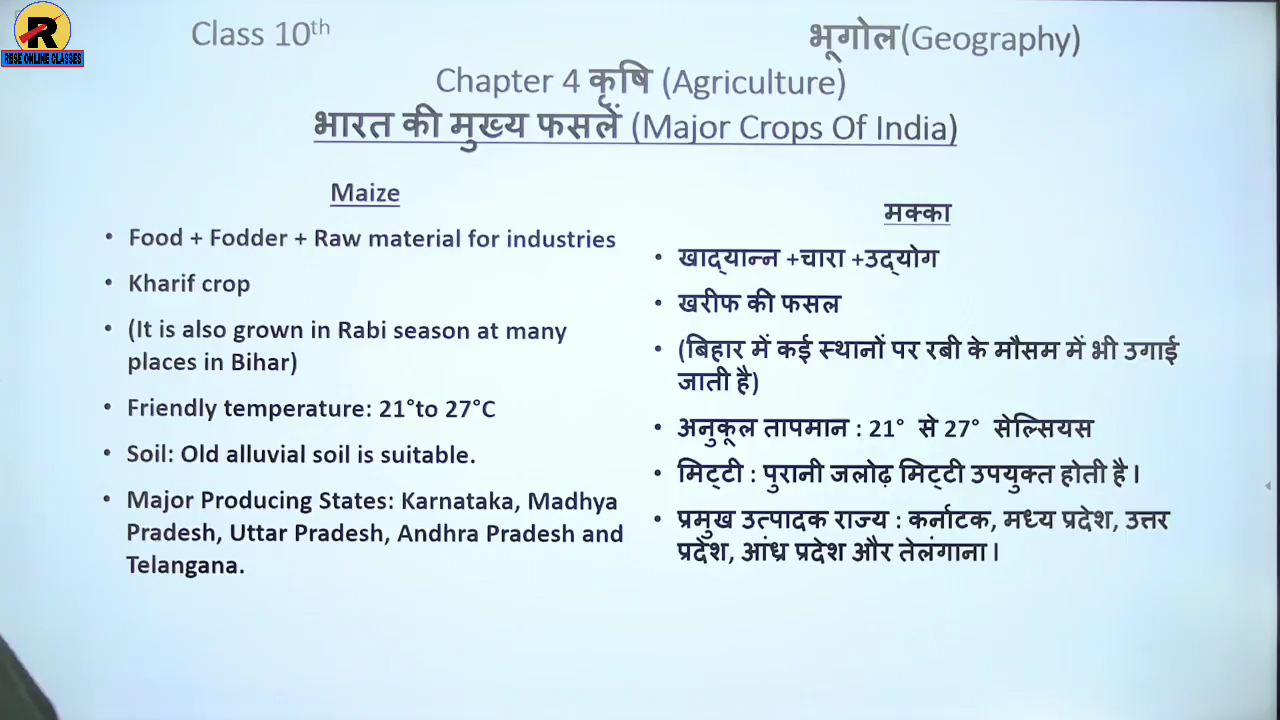 R
RBSE ONLINE CLASSES
Class 10th
भूगोल(Geography)
Chapter 4 कृषि (Agriculture)
भारत की मुख्य फसलें (Major Crops Of India)
Maize
• Food + Fodder + Raw material for industries
• Kharif crop
• (It is also grown in Rabi season at many
places in Bihar)
• Friendly temperature: 21°to 27°C
• Soil: Old alluvial soil is suitable.
• Major Producing States: Karnataka, Madhya
Pradesh, Uttar Pradesh, Andhra Pradesh and
Telangana.
मक्का
• खाद्यान्न +चारा +उद्योग
• खरीफ की फसल
• (बिहार में कई स्थानों पर रबी के मौसम में भी उगाई
जाती है)
• अनुकूल तापमान : 21° से 27° सेल्सियस
• मिट्टी : पुरानी जलोढ़ मिट्टी उपयुक्त होती है ।
• प्रमुख उत्पादक राज्य : कर्नाटक, मध्य प्रदेश, उत्तर
प्रदेश, आंध्र प्रदेश और तेलंगाना ।